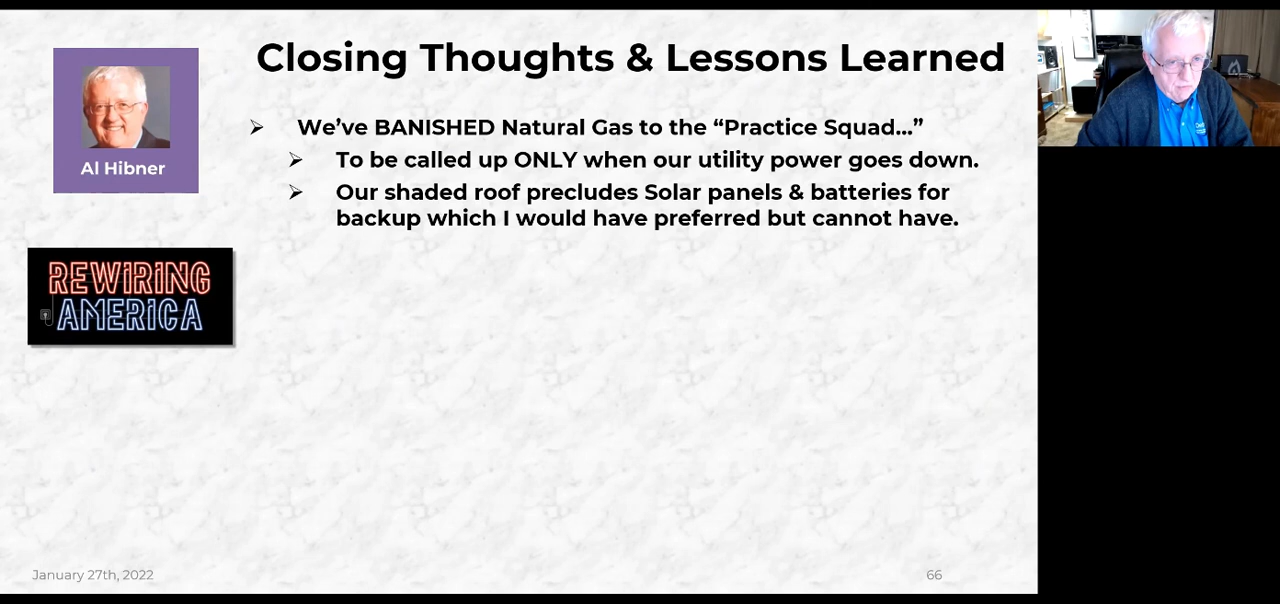 Closing Thoughts & Lessons Learned
Al Hibner
➢ We’ve BANISHED Natural Gas to the “Practice Squad…”
➢ To be called up ONLY when our utility power goes down.
➢ Our shaded roof precludes Solar panels & batteries for
backup which I would have preferred but cannot have.
REWIRING
AMERICA
January 27th, 2022
66